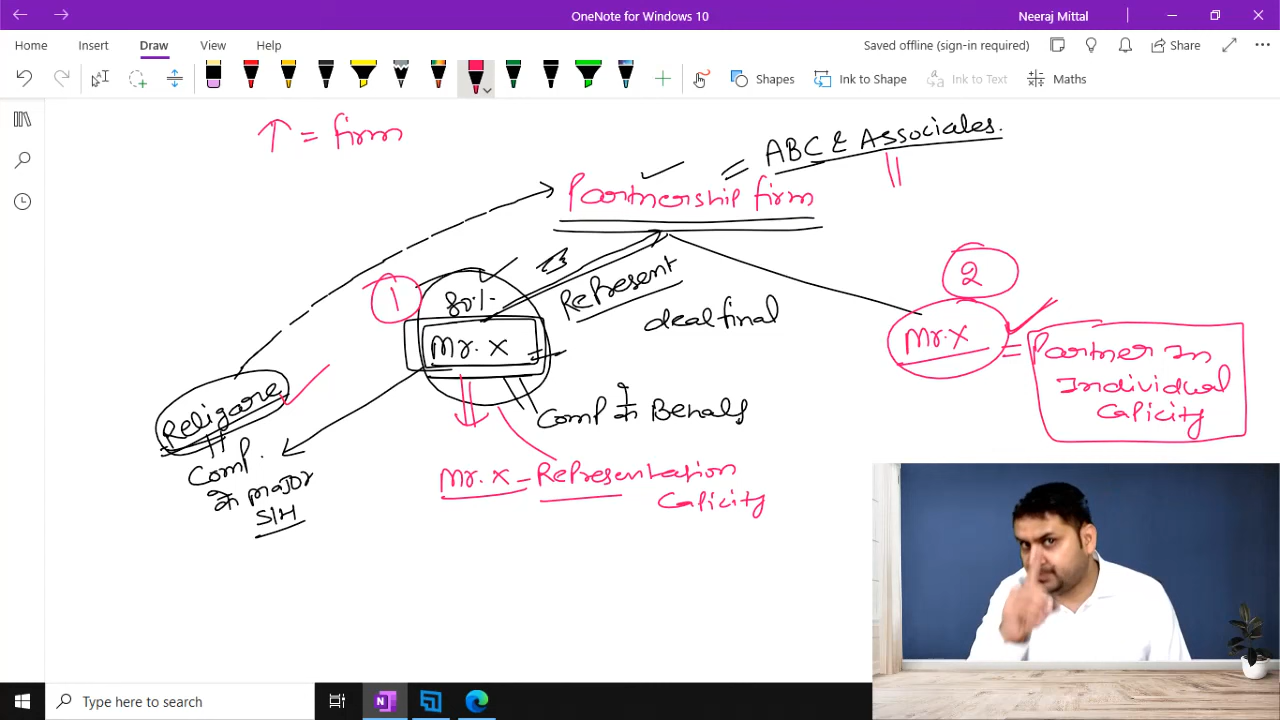 OneNote for Windows 10
Neeraj Mittal
Home Insert Draw View Help
Saved offline (sign in required)
Share
Shapes
Ink to Shape
Ink to Text
Maths
↑ = firm
= ABC & Associales.
Partnership firm
1
80%
Represent
deal final
2
Mr. X
Mr. X
= Partner In
Individual
Capicity
Religare
Comp.
के major
S/H
Comp के Behalf
Mr. X - Representation
Capicity
Type here to search